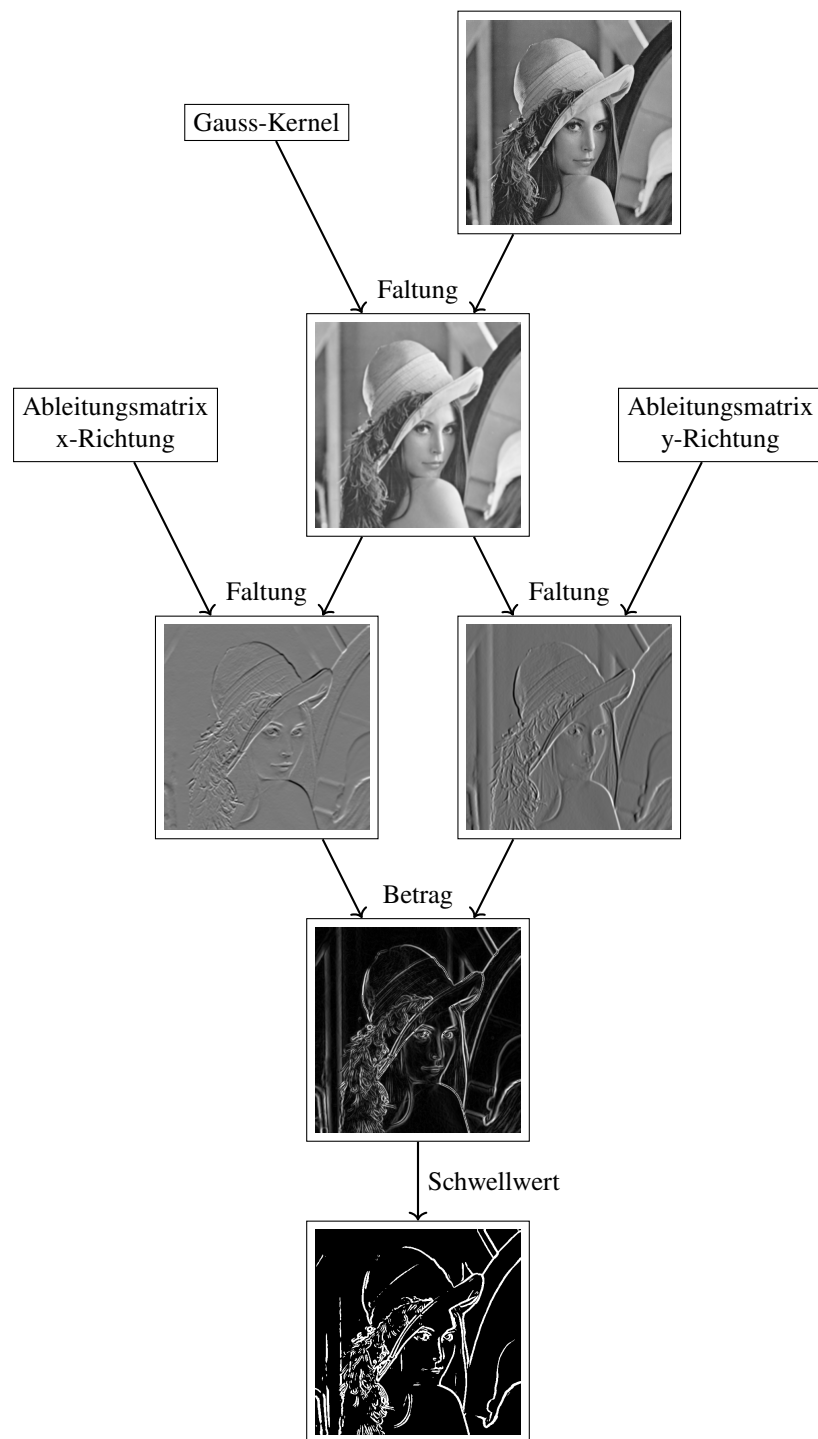 Gauss-Kernel
Faltung
Ableitungsmatrix
x-Richtung
Ableitungsmatrix
y-Richtung
Faltung
Faltung
Betrag
Schwellwert